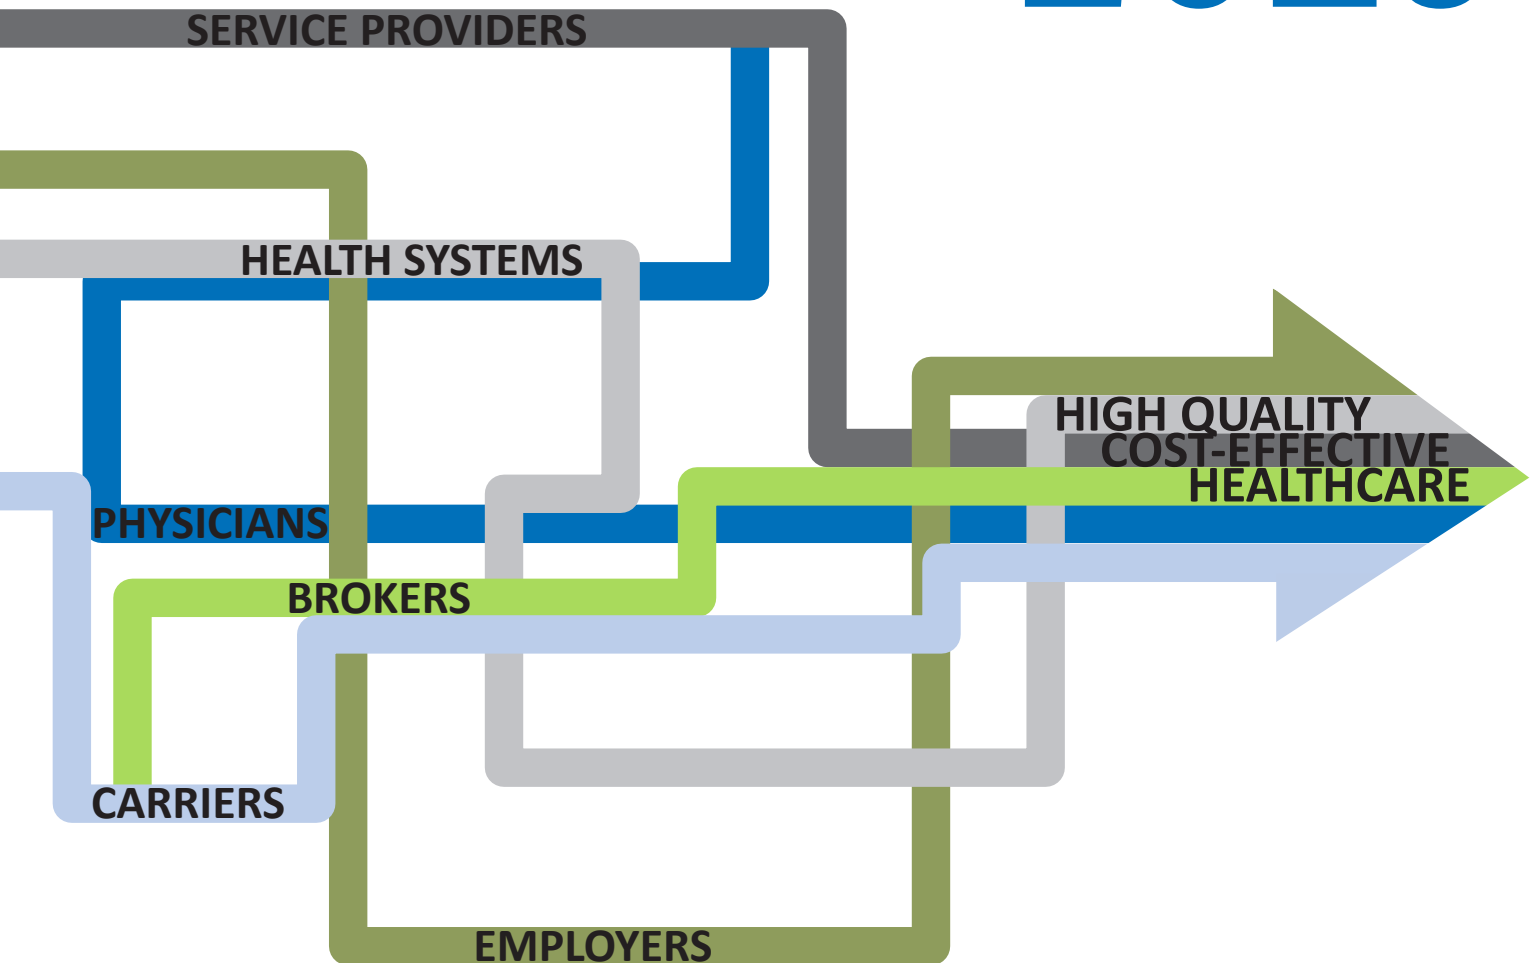 SERVICE PROVIDERS
HEALTH SYSTEMS
HIGH QUALITY
COST-EFFECTIVE
HEALTHCARE
PHYSICIANS
BROKERS
CARRIERS
EMPLOYERS